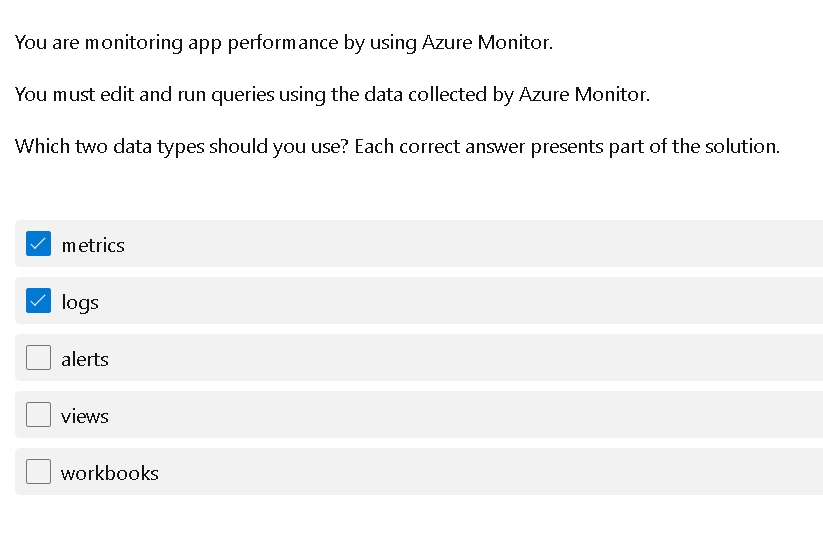 You are monitoring app performance by using Azure Monitor.
You must edit and run queries using the data collected by Azure Monitor.
Which two data types should you use? Each correct answer presents part of the solution.
metrics
logs
alerts
views
workbooks